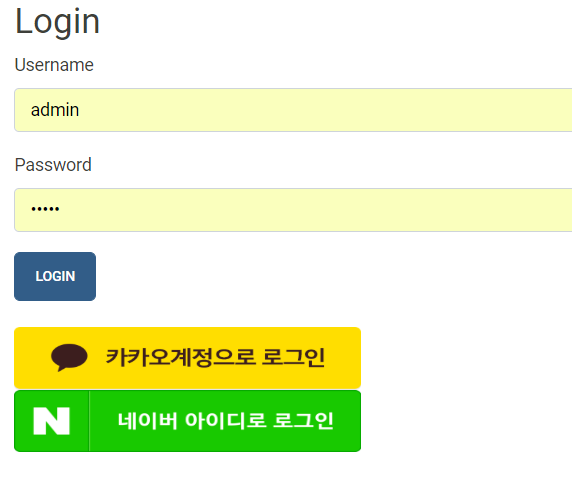 Login
Username
admin
Password
•••••
LOGIN
카카오계정으로 로그인
N 네이버 아이디로 로그인